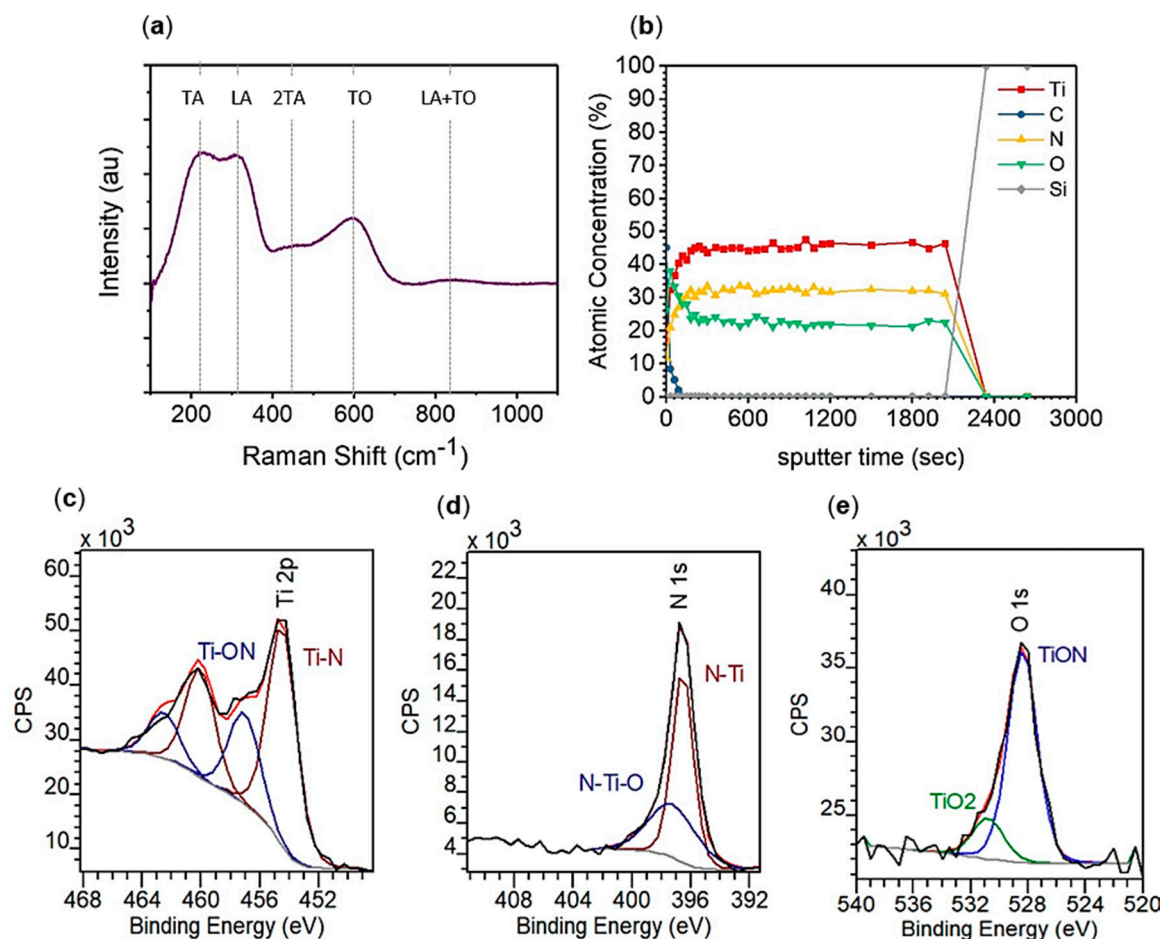 (a)
TA LA 2TA TO LA+TO
Intensity (au)
200 400 600 800 1000
Raman Shift (cm-1)
(b)
100
90
80
70
60
50
40
30
20
10
0
Atomic Concentration (%)
Ti
C
N
O
Si
0 600 1200 1800 2400 3000
sputter time (sec)
(c)
x 10³
60
50
40
30
20
10
CPS
Ti 2p
Ti-ON
Ti-N
468 464 460 456 452
Binding Energy (eV)
(d)
x 10³
22
20
18
16
14
12
10
8
6
4
CPS
N 1s
N-Ti
N-Ti-O
408 404 400 396 392
Binding Energy (eV)
(e)
x 10³
40
35
30
25
CPS
O 1s
TiON
TiO2
540 536 532 528 524 520
Binding Energy (eV)